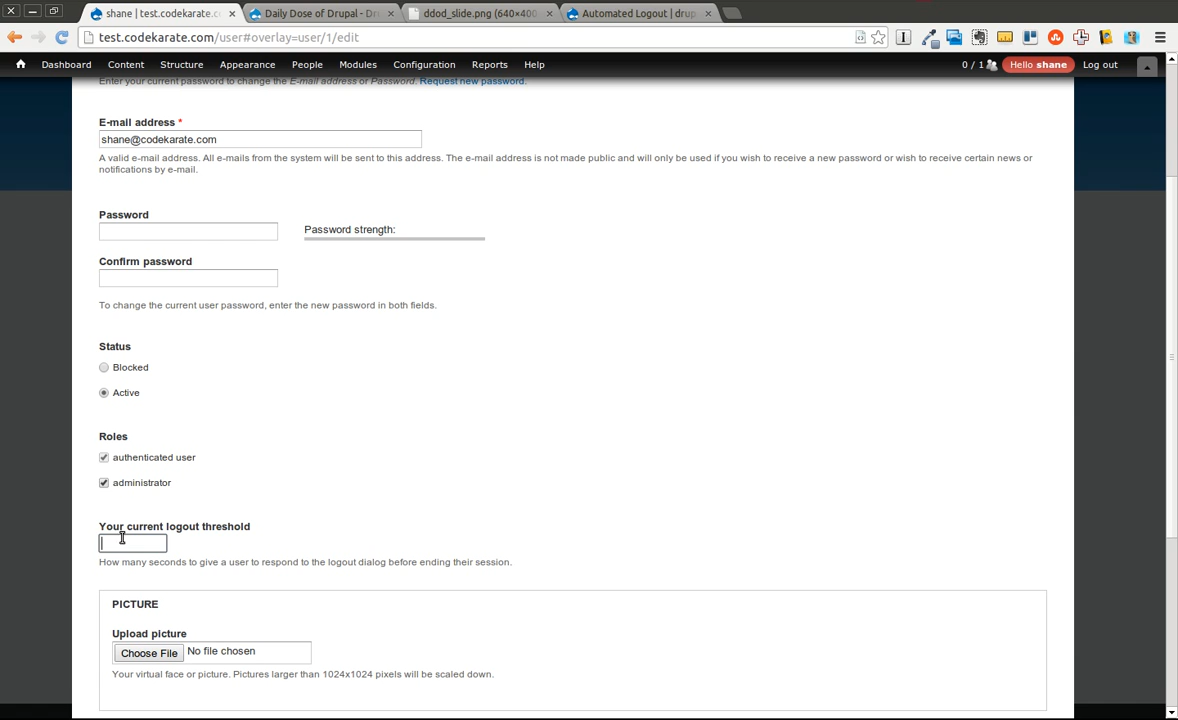 shane | test.codekarate.c
Daily Dose of Drupal - Dr
ddod_slide.png (640×400
Automated Logout | drup
test.codekarate.com/user#overlay=user/1/edit
Dashboard Content Structure Appearance People Modules Configuration Reports Help 0 / 1 Hello shane Log out
Enter your current password to change the E-mail address or Password. Request new password.
E-mail address *
shane@codekarate.com
A valid e-mail address. All e-mails from the system will be sent to this address. The e-mail address is not made public and will only be used if you wish to receive a new password or wish to receive certain news or
notifications by e-mail.
Password
Password strength:
Confirm password
To change the current user password, enter the new password in both fields.
Status
Blocked
Active
Roles
authenticated user
administrator
Your current logout threshold
How many seconds to give a user to respond to the logout dialog before ending their session.
PICTURE
Upload picture
Choose File No file chosen
Your virtual face or picture. Pictures larger than 1024x1024 pixels will be scaled down.